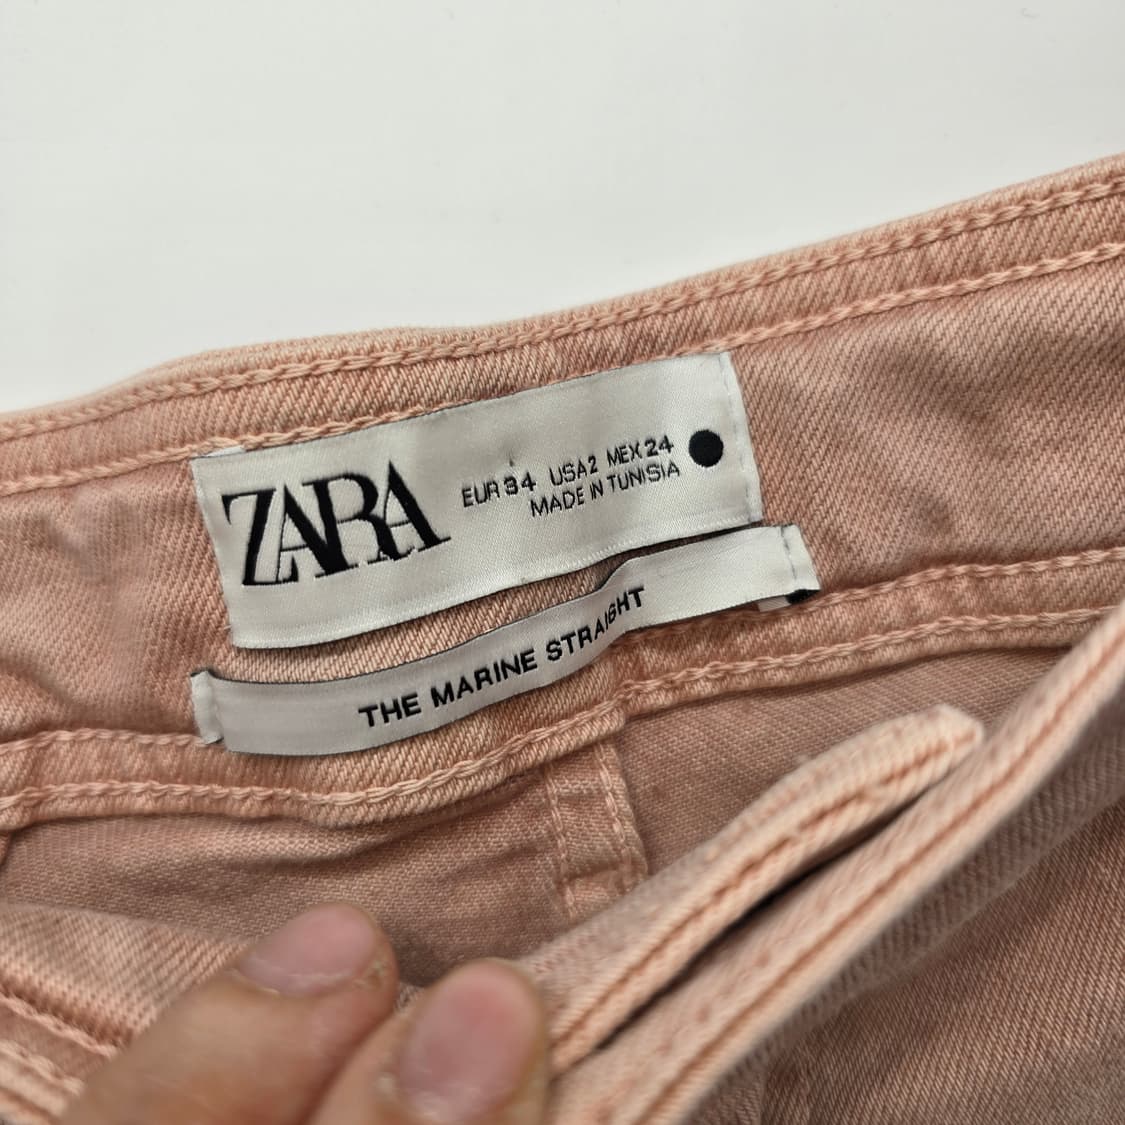 ZARA
EUR 34 USA 2 MEX 24
MADE IN TUNISIA
THE MARINE STRAIGHT